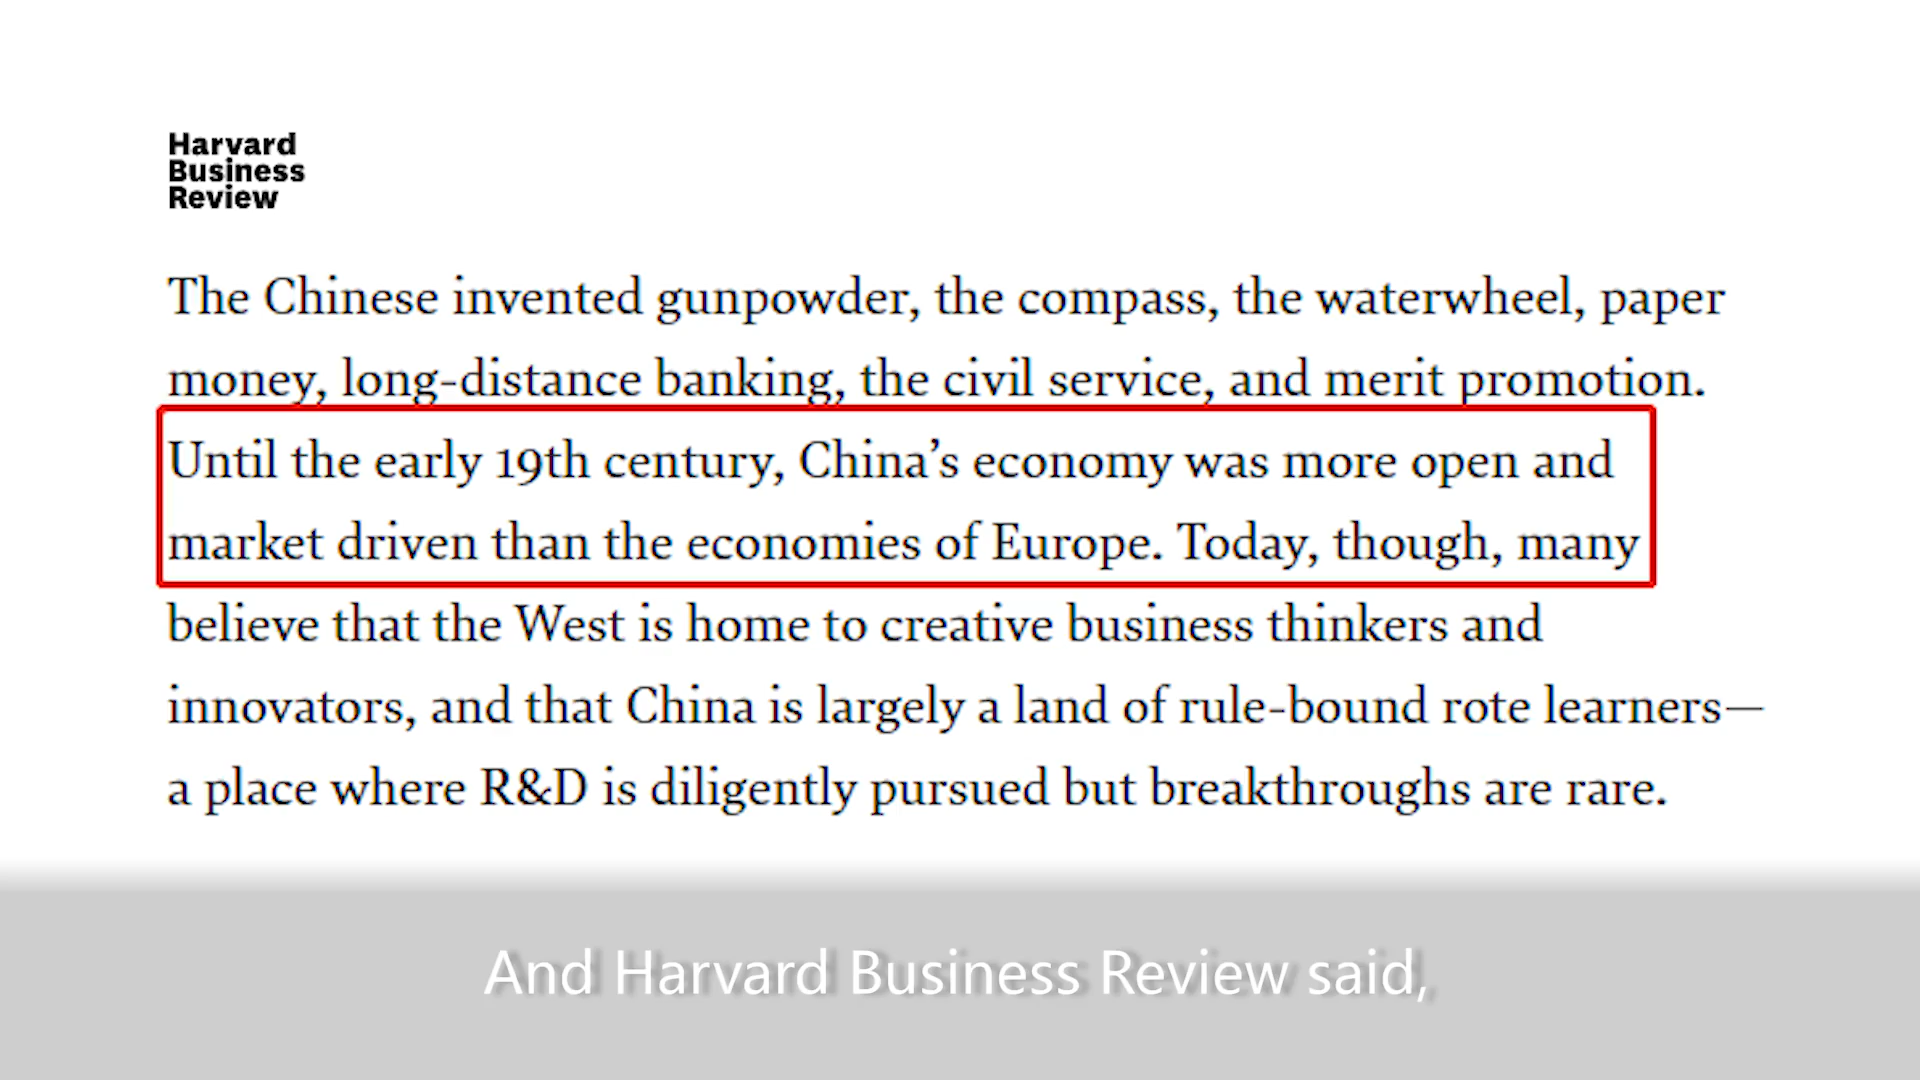 Harvard
Business
Review
The Chinese invented gunpowder, the compass, the waterwheel, paper
money, long-distance banking, the civil service, and merit promotion.
Until the early 19th century, China’s economy was more open and
market driven than the economies of Europe. Today, though, many
believe that the West is home to creative business thinkers and
innovators, and that China is largely a land of rule-bound rote learners—
a place where R&D is diligently pursued but breakthroughs are rare.
And Harvard Business Review said,